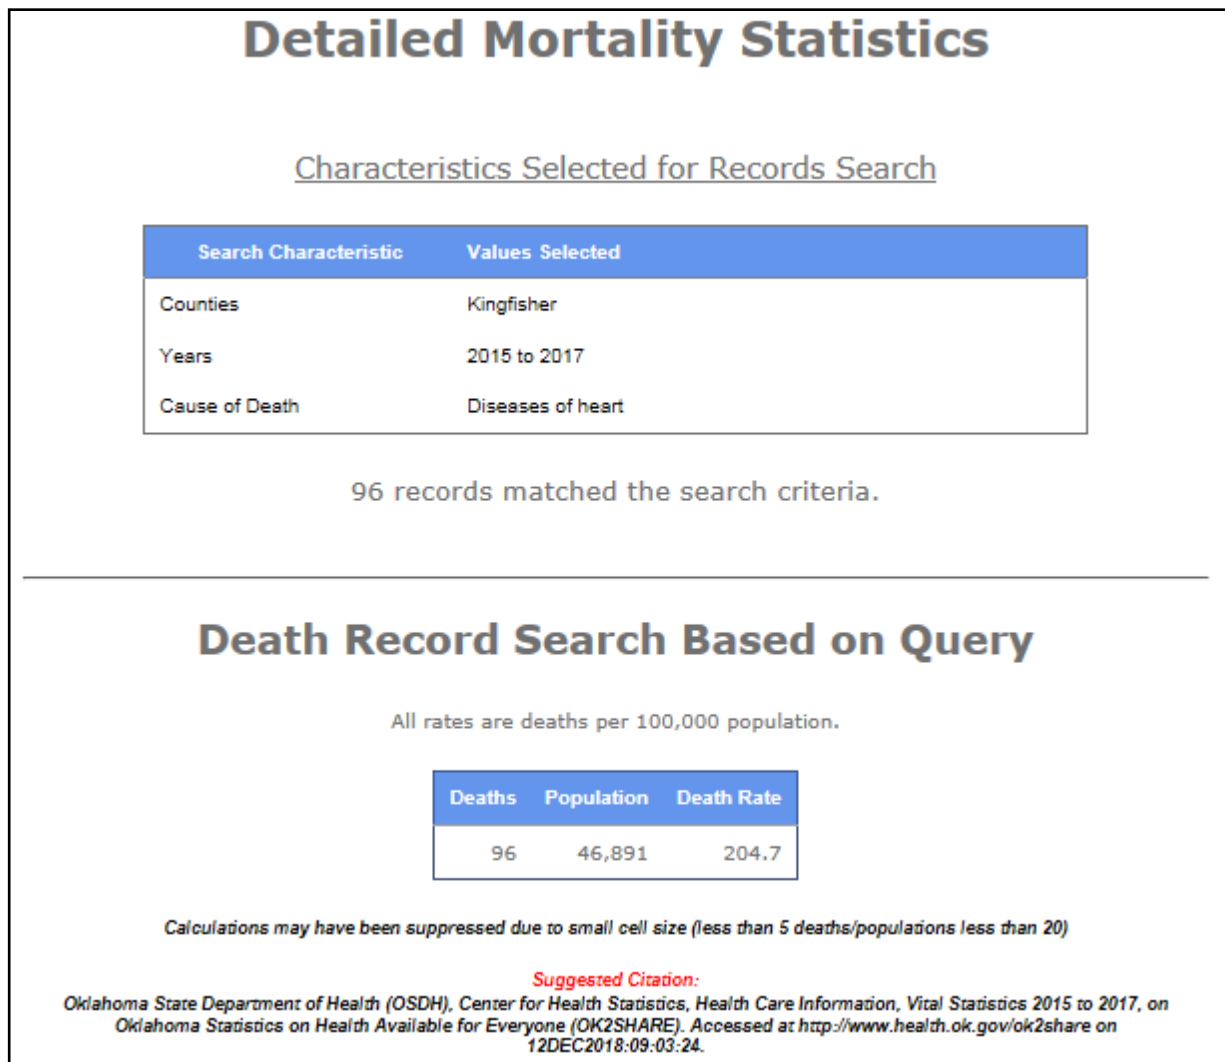 Detailed Mortality Statistics
Characteristics Selected for Records Search
Search Characteristic Values Selected
Counties Kingfisher
Years 2015 to 2017
Cause of Death Diseases of heart
96 records matched the search criteria.
Death Record Search Based on Query
All rates are deaths per 100,000 population.
Deaths Population Death Rate
96 46,891 204.7
Calculations may have been suppressed due to small cell size (less than 5 deaths/populations less than 20)
Suggested Citation:
Oklahoma State Department of Health (OSDH), Center for Health Statistics, Health Care Information, Vital Statistics 2015 to 2017, on
Oklahoma Statistics on Health Available for Everyone (OK2SHARE). Accessed at http://www.health.ok.gov/ok2share on
12DEC2018:09:03:24.